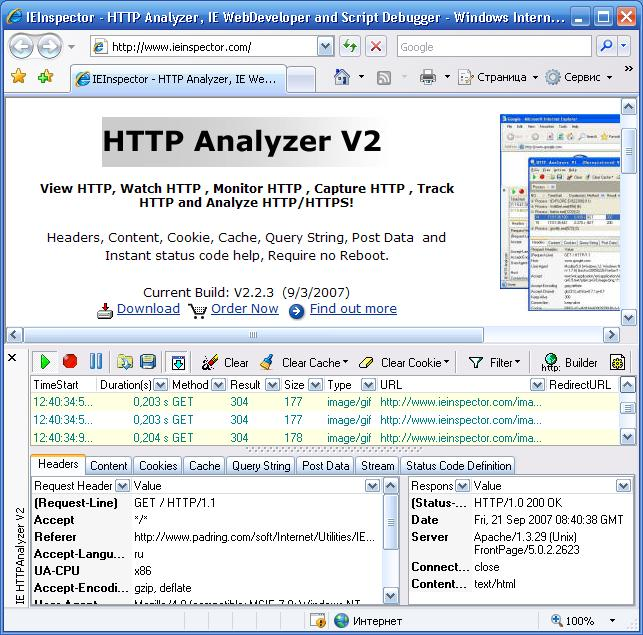 IEInspector - HTTP Analyzer, IE WebDeveloper and Script Debugger - Windows Intern...
http://www.ieinspector.com/
Google
IEInspector - HTTP Analyzer, IE We...
Страница
Сервис
HTTP Analyzer V2
View HTTP, Watch HTTP , Monitor HTTP , Capture HTTP , Track
HTTP and Analyze HTTP/HTTPS!
Headers, Content, Cookie, Cache, Query String, Post Data and
Instant status code help, Require no Reboot.
Current Build: V2.2.3 (9/3/2007)
Download Order Now Find out more
Clear Clear Cache Clear Cookie Filter http: Builder
TimeStart Duration(s) Method Result Size Type URL RedirectURL
12:40:34:5... 0,203 s GET 304 177 image/gif http://www.ieinspector.com/ima...
12:40:34:5... 0,203 s GET 304 177 image/gif http://www.ieinspector.com/ima...
12:40:34:9... 0,204 s GET 304 178 image/gif http://www.ieinspector.com/ima...
Headers Content Cookies Cache Query String Post Data Stream Status Code Definition
Request Header Value
(Request-Line) GET / HTTP/1.1
Accept */*
Referer http://www.padring.com/soft/Internet/Utilities/IE...
Accept-Langu... ru
UA-CPU x86
Accept-Encodi... gzip, deflate
Respons Value
(Status-... HTTP/1.0 200 OK
Date Fri, 21 Sep 2007 08:40:38 GMT
Server Apache/1.3.29 (Unix)
FrontPage/5.0.2.2623
Connect... close
Content... text/html
IE HTTPAnalyzer V2
Интернет
100%